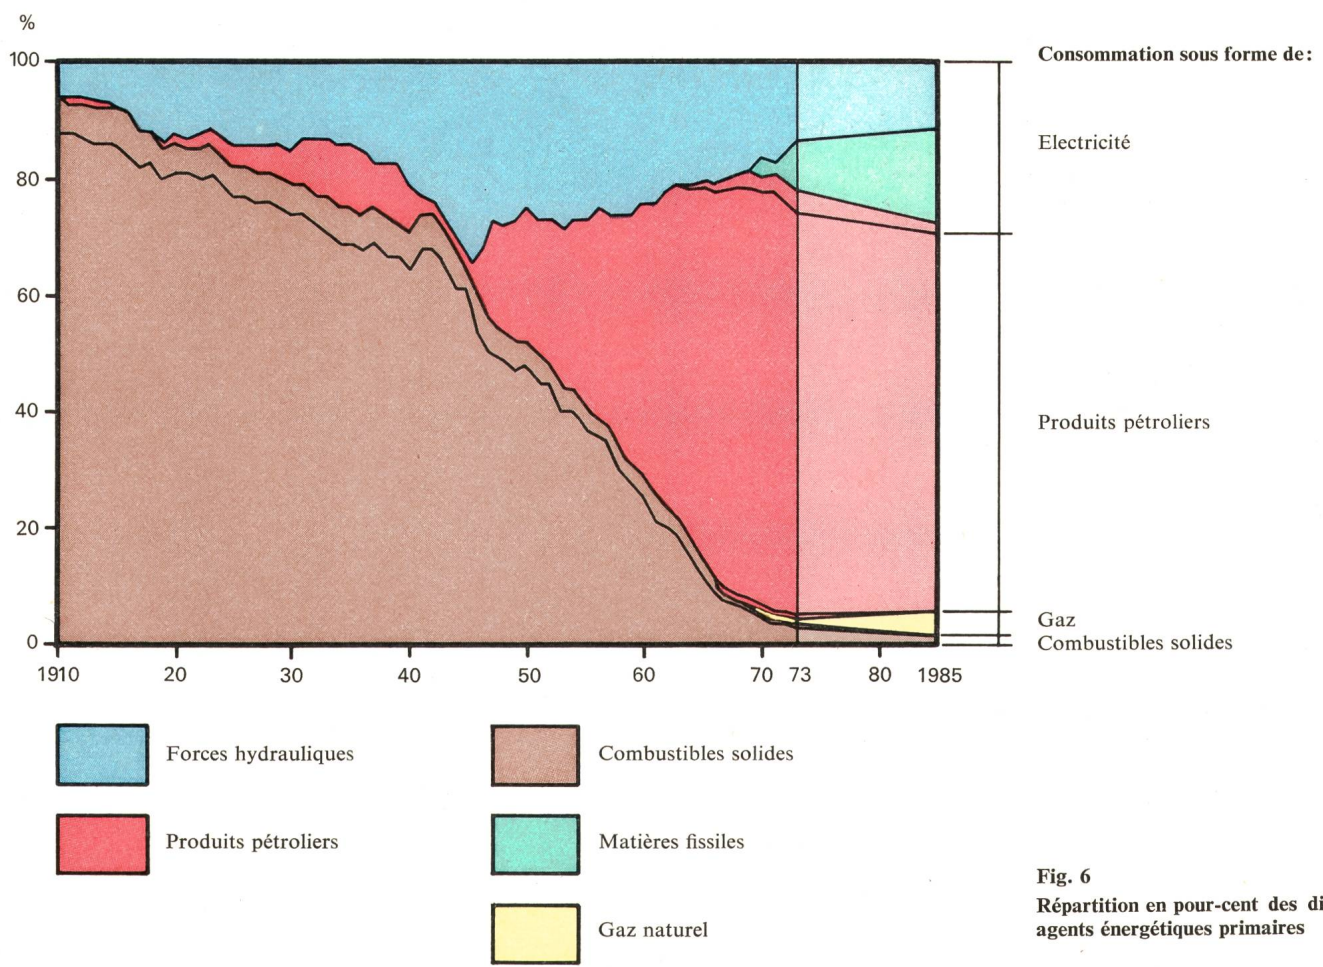 %
100
80
60
40
20
0
1910 20 30 40 50 60 70 73 80 1985
Consommation sous forme de:
Electricité
Produits pétroliers
Gaz
Combustibles solides
Forces hydrauliques
Produits pétroliers
Combustibles solides
Matières fissiles
Gaz naturel
Fig. 6
Répartition en pour-cent des di
agents énergétiques primaires